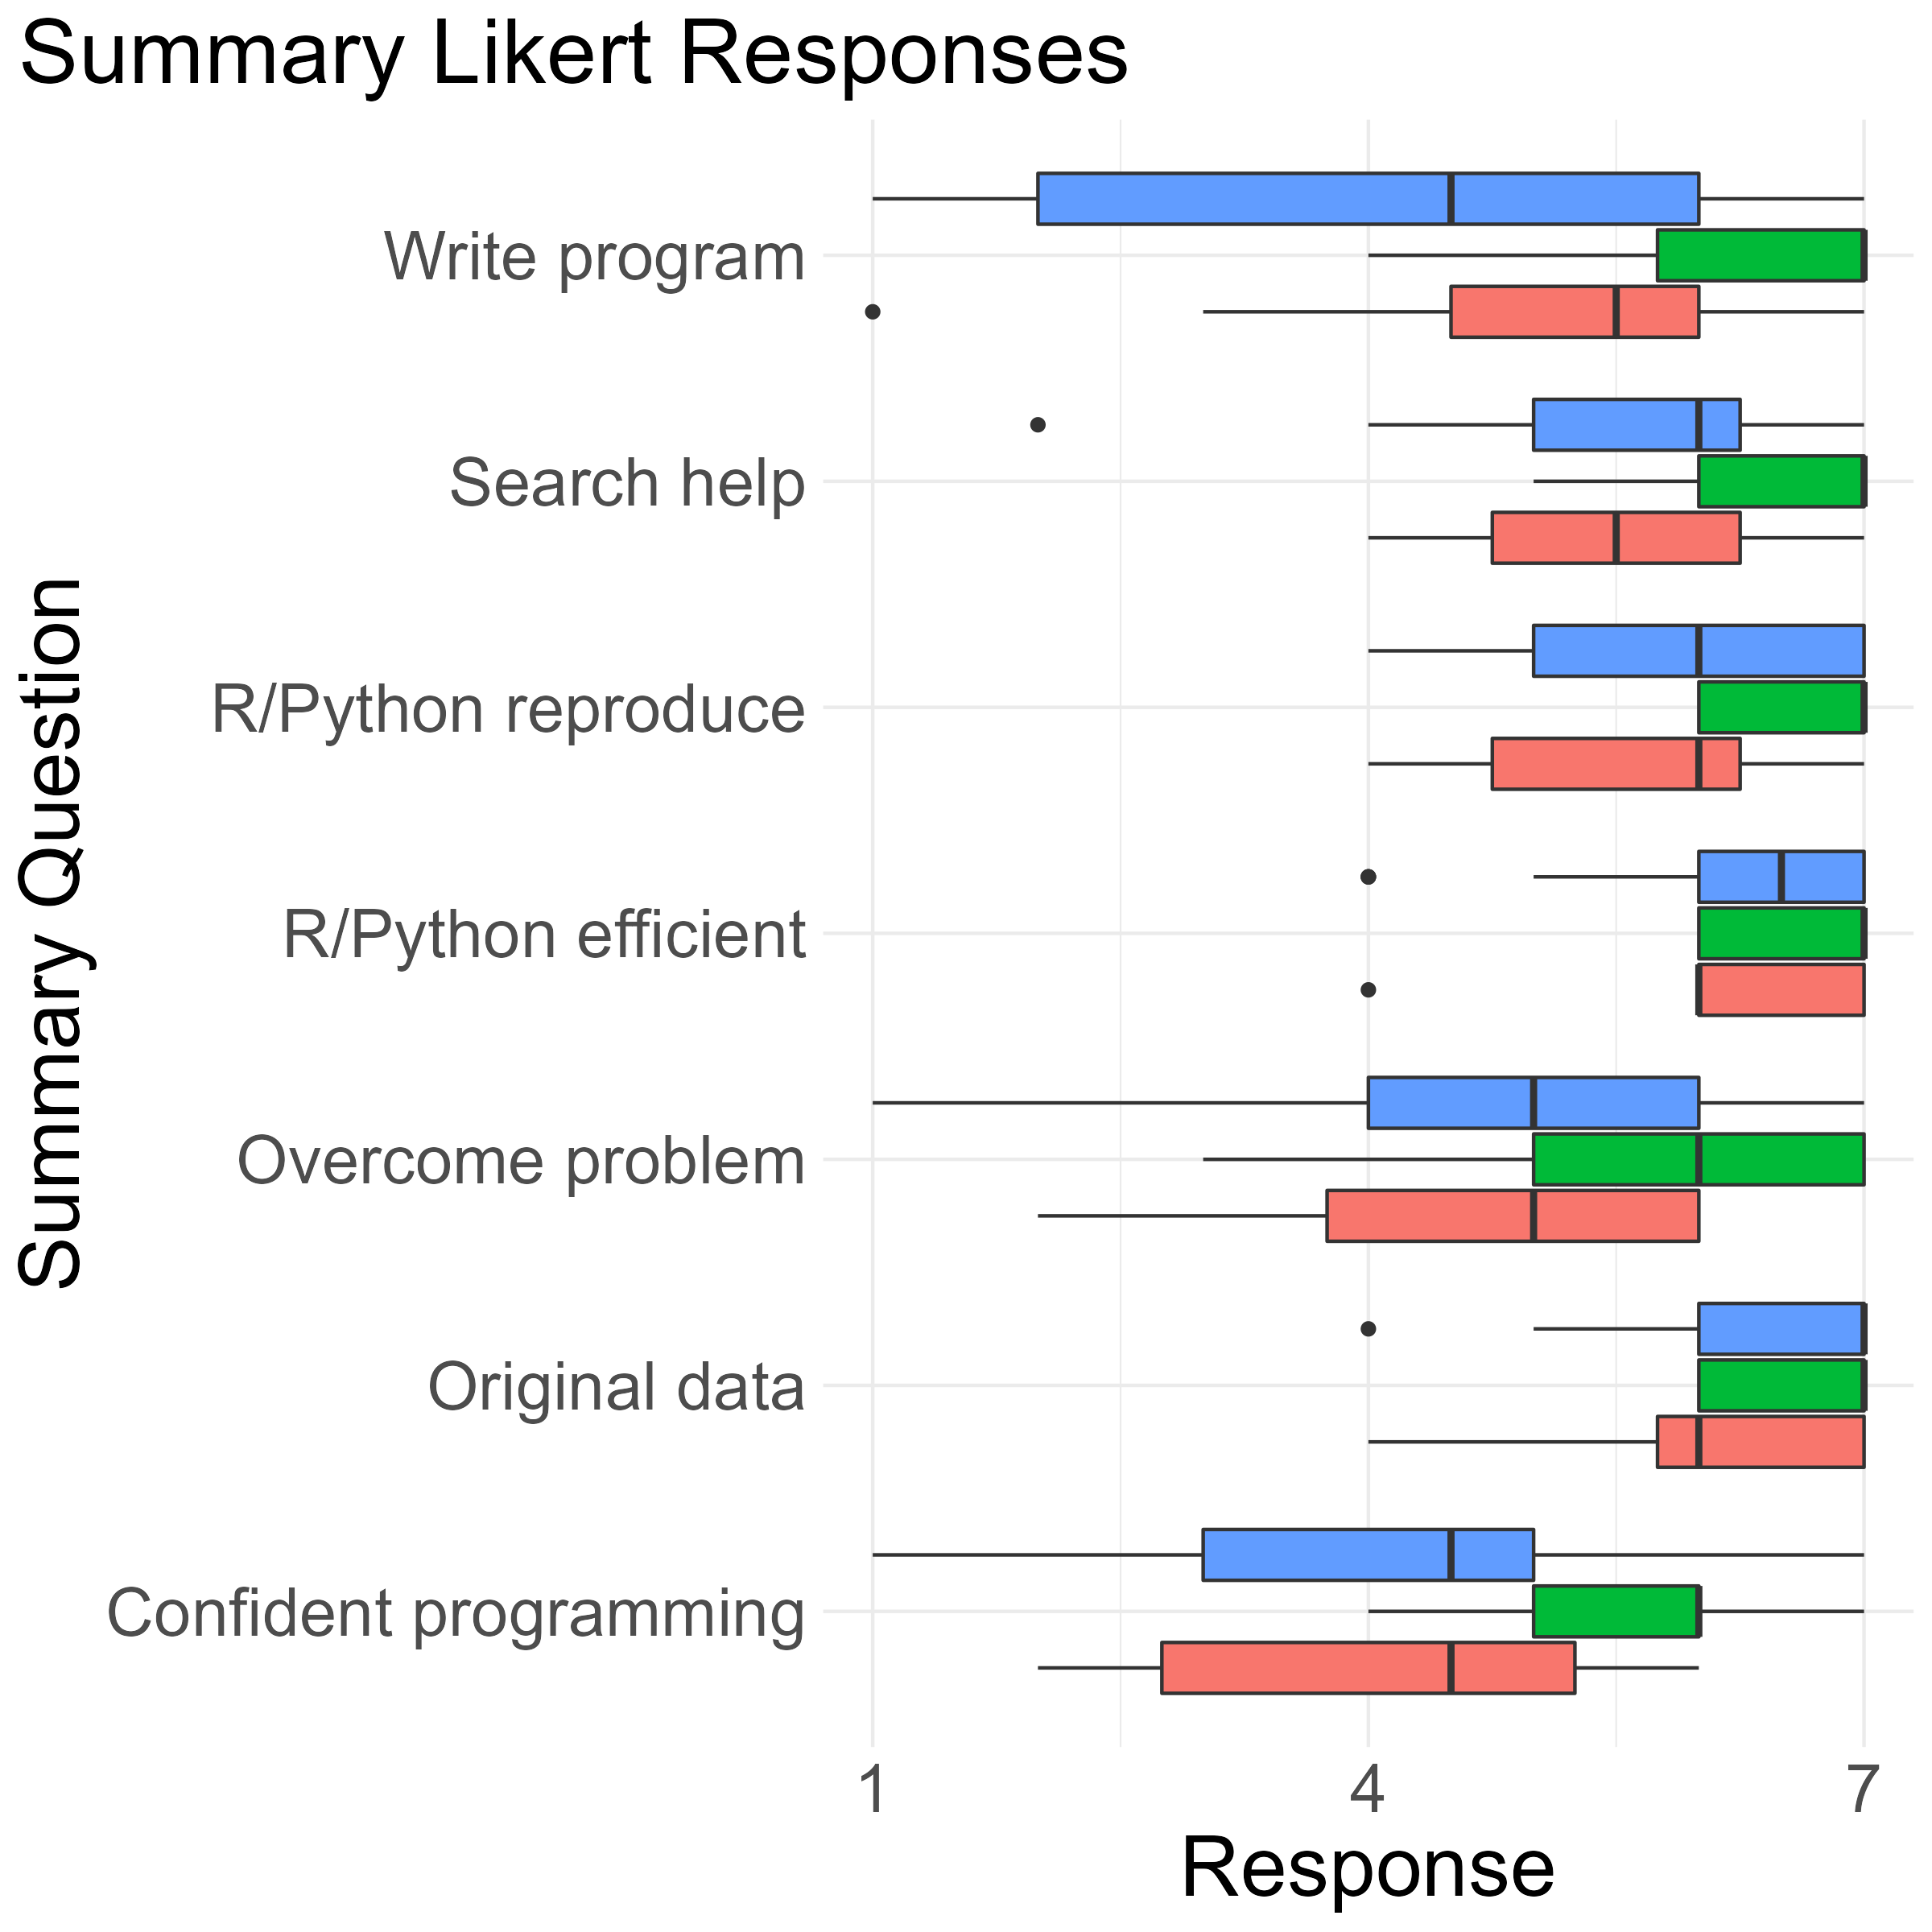 Summary Likert Responses
Summary Question
Write program
Search help
R/Python reproduce
R/Python efficient
Overcome problem
Original data
Confident programming
1 4 7
Response